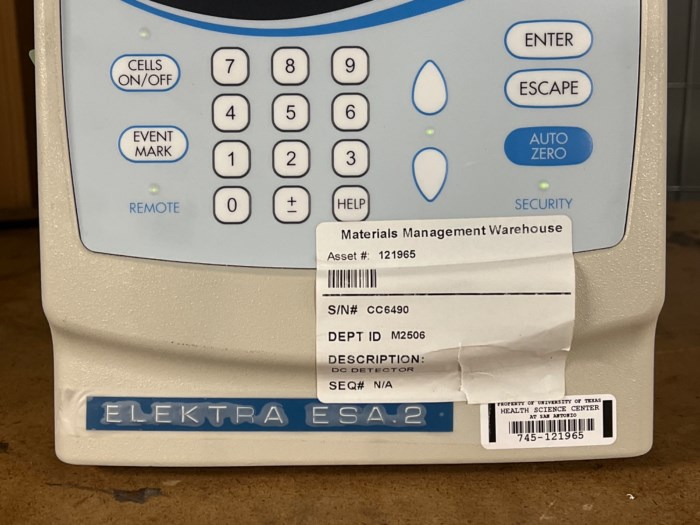 ENTER
CELLS
ON/OFF
7 8 9
ESCAPE
4 5 6
EVENT
MARK
1 2 3
AUTO
ZERO
REMOTE
0 +
− HELP
SECURITY
Materials Management Warehouse
Asset #: 121965
S/N# CC6490
DEPT ID M2506
DESCRIPTION:
DC DETECTOR
SEQ# N/A
ELEKTRA ESA.2
PROPERTY OF UNIVERSITY OF TEXAS
HEALTH SCIENCE CENTER
AT SAN ANTONIO
745-121965